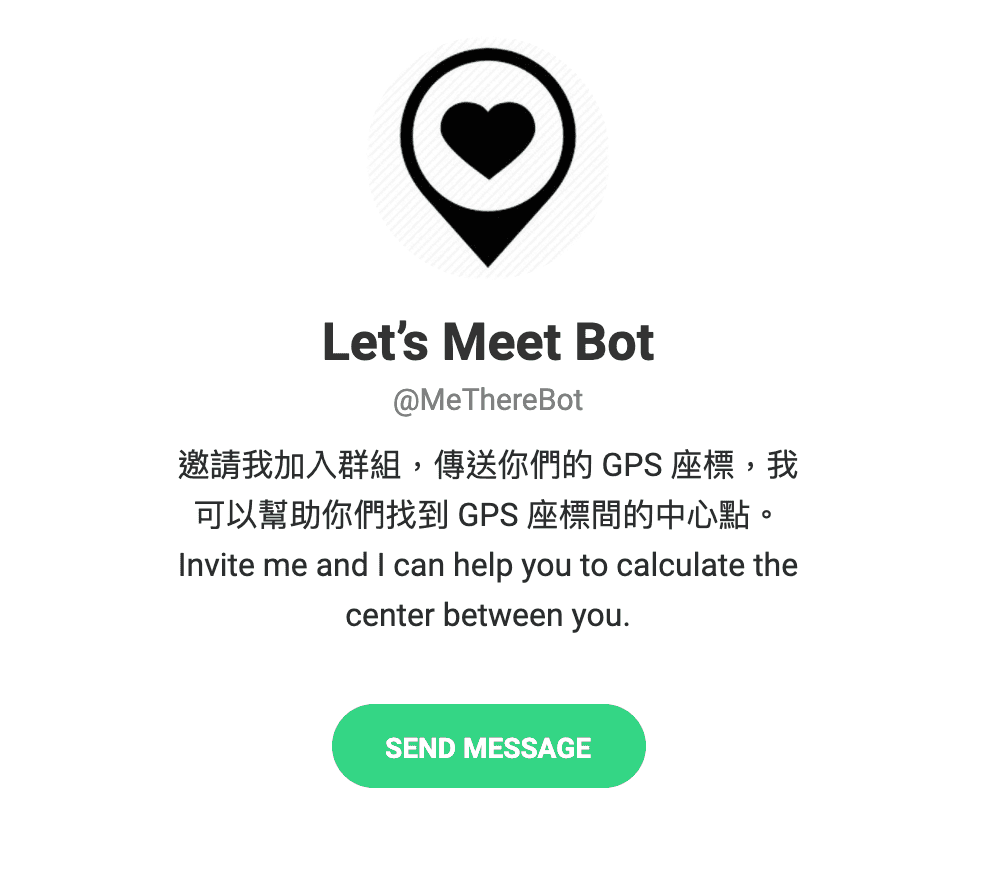 Let’s Meet Bot
@MeThereBot
邀請我加入群組，傳送你們的 GPS 座標，我
可以幫助你們找到 GPS 座標間的中心點。
Invite me and I can help you to calculate the
center between you.
SEND MESSAGE